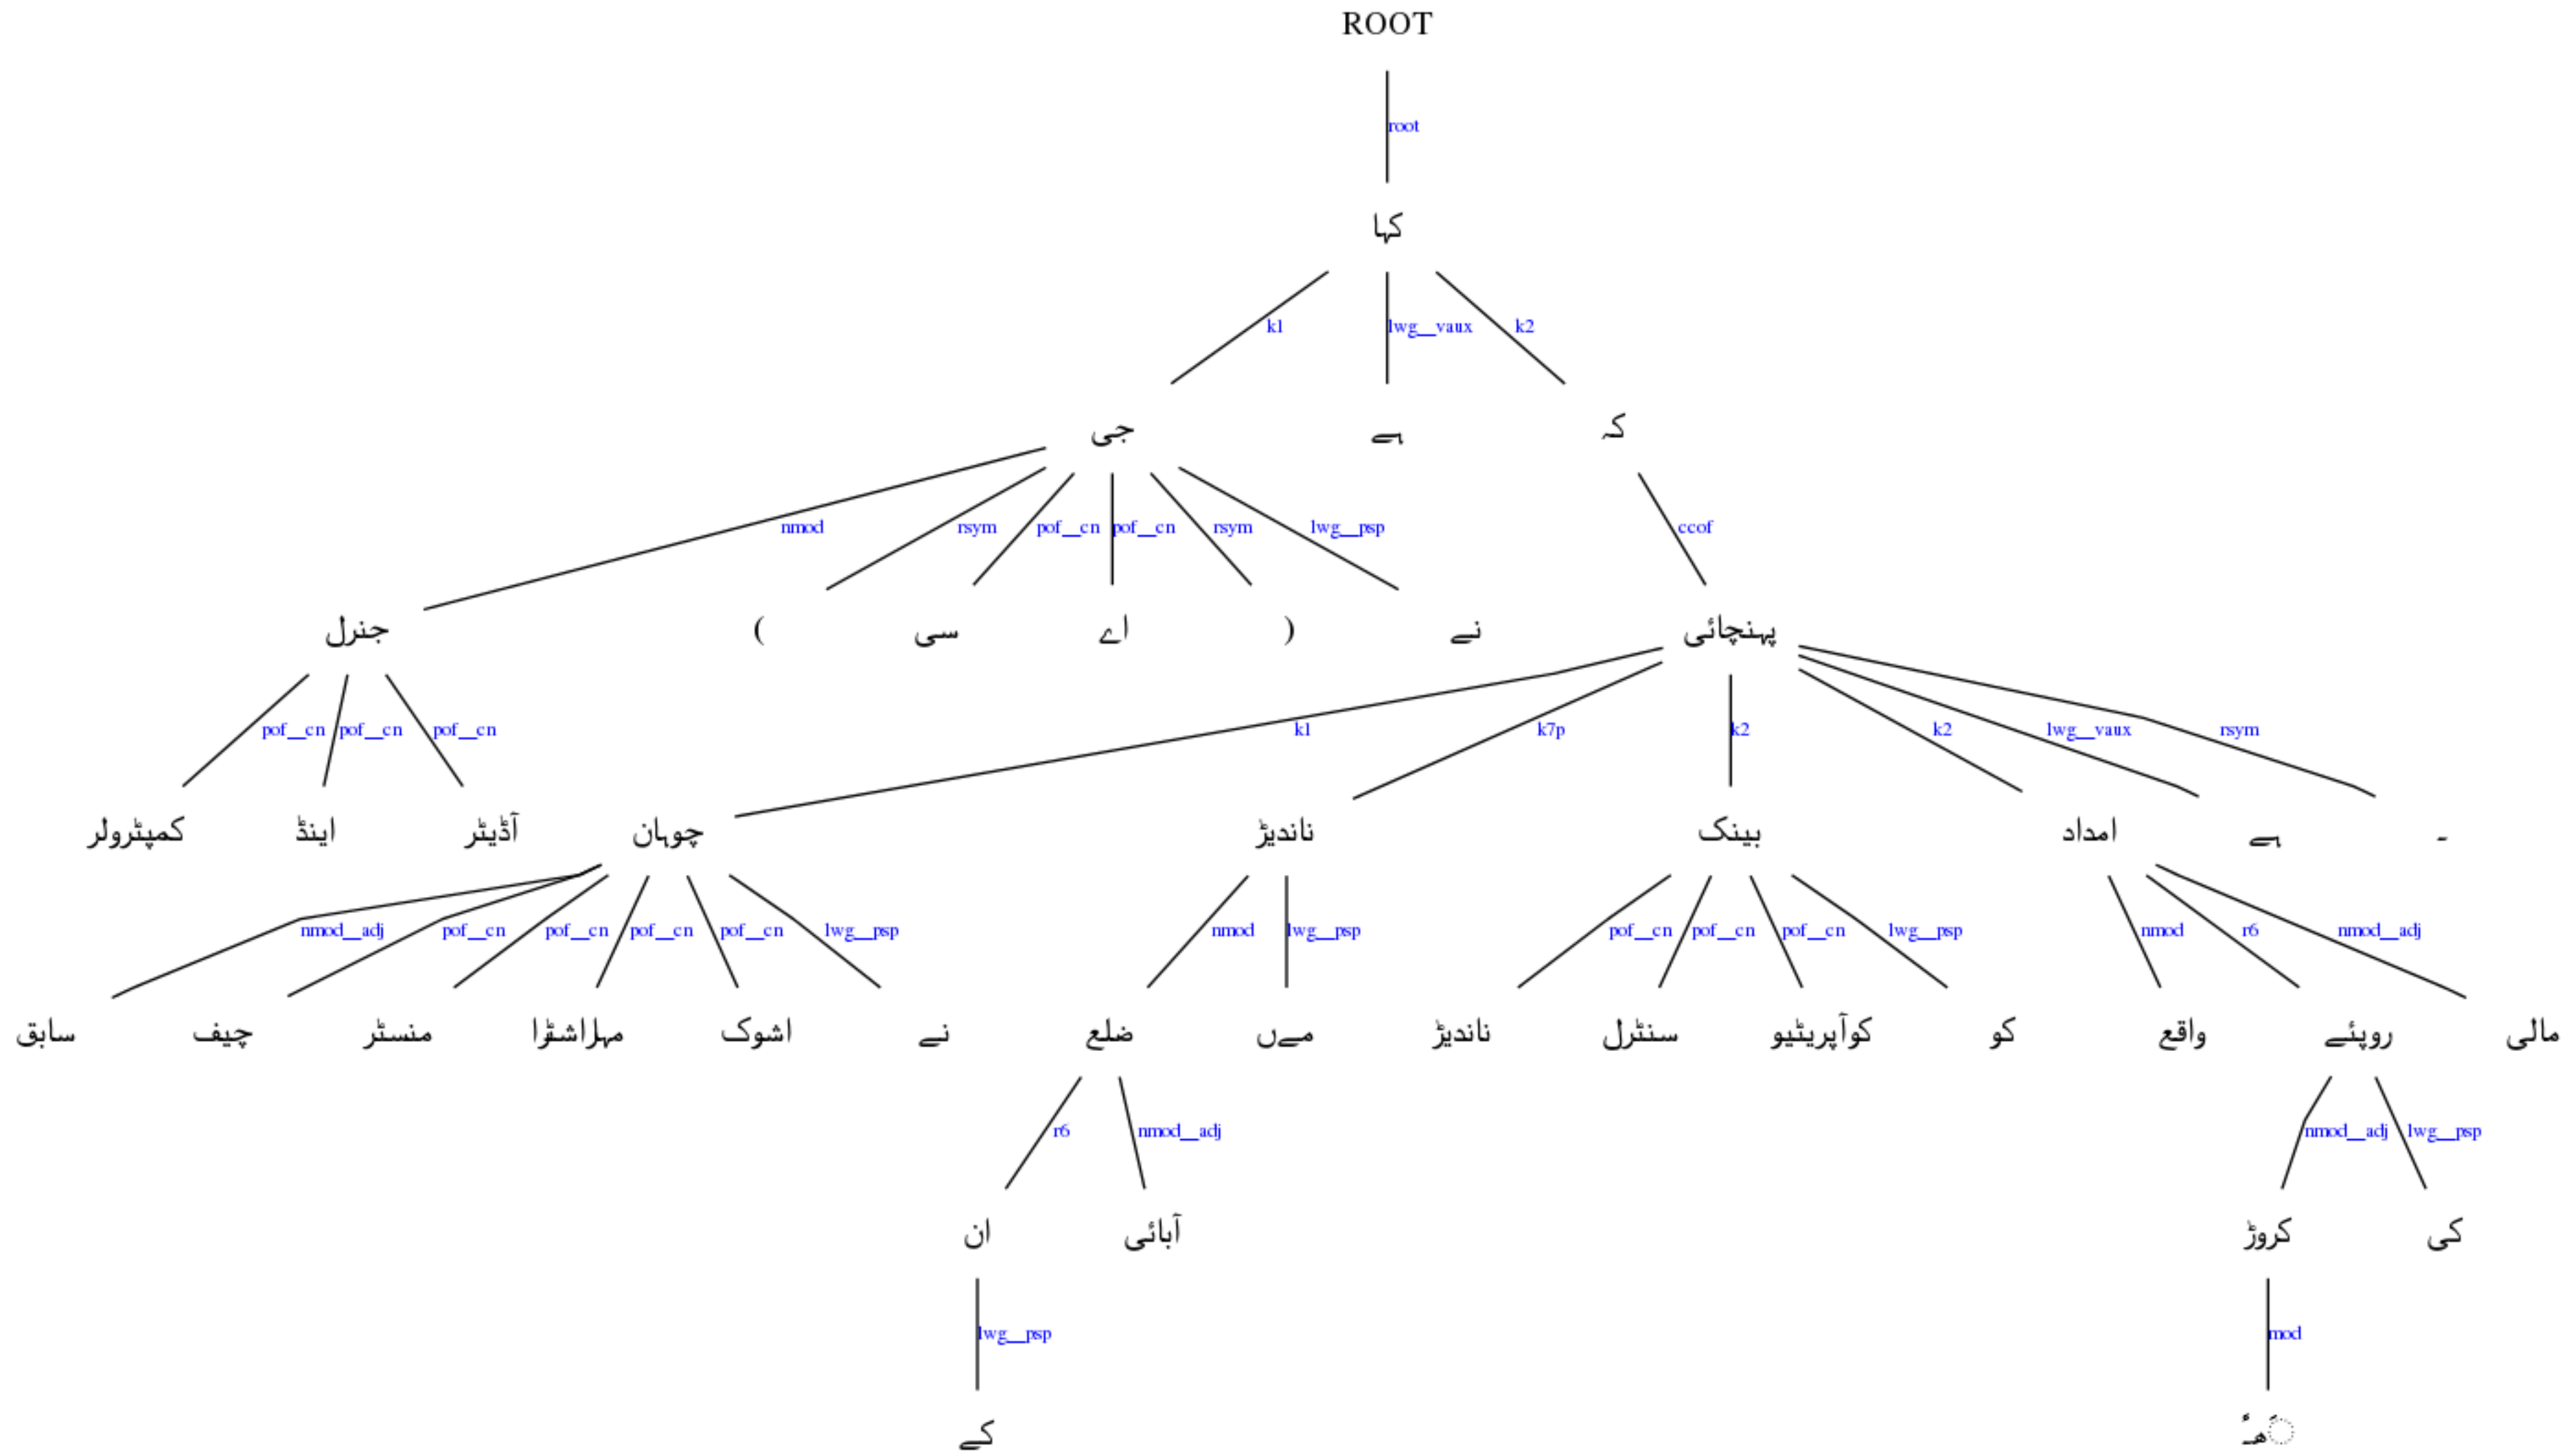 ROOT
root
کہا
k1 lwg__vaux k2
جی ہے کہ
nmod rsym pof__cn pof__cn rsym lwg__psp ccof
جنرل ( سی اے ) نے پہنچائی
pof__cn pof__cn pof__cn k1 k7p k2 k2 lwg__vaux rsym
کمپٹرولر اینڈ آڈیٹر چوہان ناندیڑ بینک امداد ہے ۔
nmod__adj pof__cn pof__cn pof__cn pof__cn lwg__psp nmod lwg__psp pof__cn pof__cn pof__cn lwg__psp nmod r6 nmod__adj
سابق چیف منسٹر مہاراشٹرا اشوک نے ضلع مےں ناندیڑ سنٹرل کوآپریٹیو کو واقع روپئے مالی
r6 nmod__adj nmod__adj lwg__psp
ان آبائی کروڑ کی
lwg__psp mod
کے